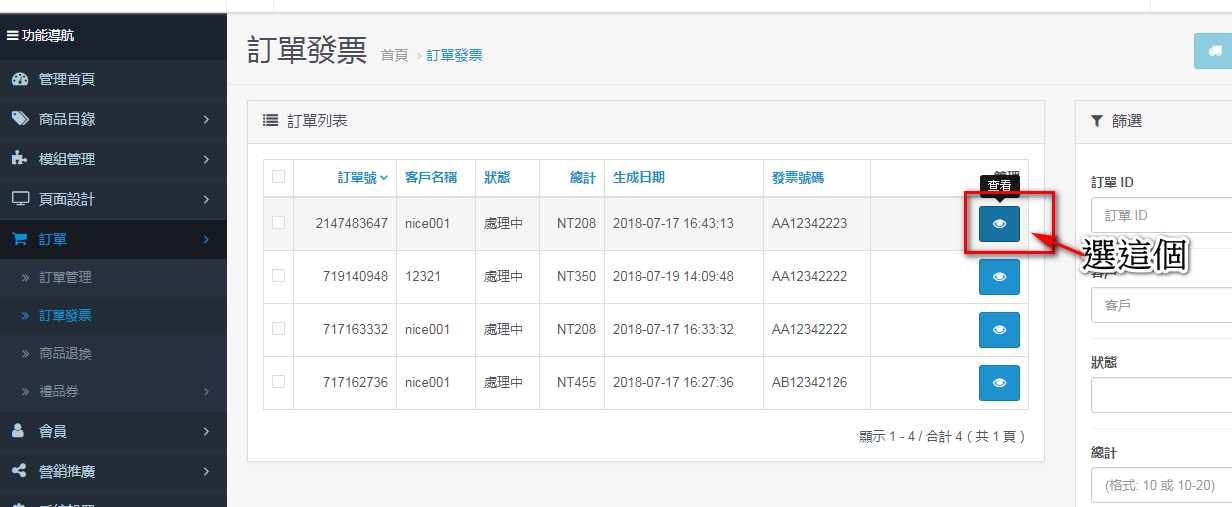 功能導航
管理首頁
商品目錄
模組管理
頁面設計
訂單
訂單管理
訂單發票
商品退換
禮品券
會員
營銷推廣
訂單發票 首頁 › 訂單發票
訂單列表
訂單號 客戶名稱 狀態 總計 生成日期 發票號碼 管理
查看
2147483647 nice001 處理中 NT208 2018-07-17 16:43:13 AA12342223
719140948 12321 處理中 NT350 2018-07-19 14:09:48 AA12342222
717163332 nice001 處理中 NT208 2018-07-17 16:33:32 AA12342222
717162736 nice001 處理中 NT455 2018-07-17 16:27:36 AB12342126
顯示 1 - 4 / 合計 4 ( 共 1 頁 )
選這個
篩選
訂單 ID
訂單 ID
客戶
客戶
狀態
總計
(格式: 10 或 10-20)